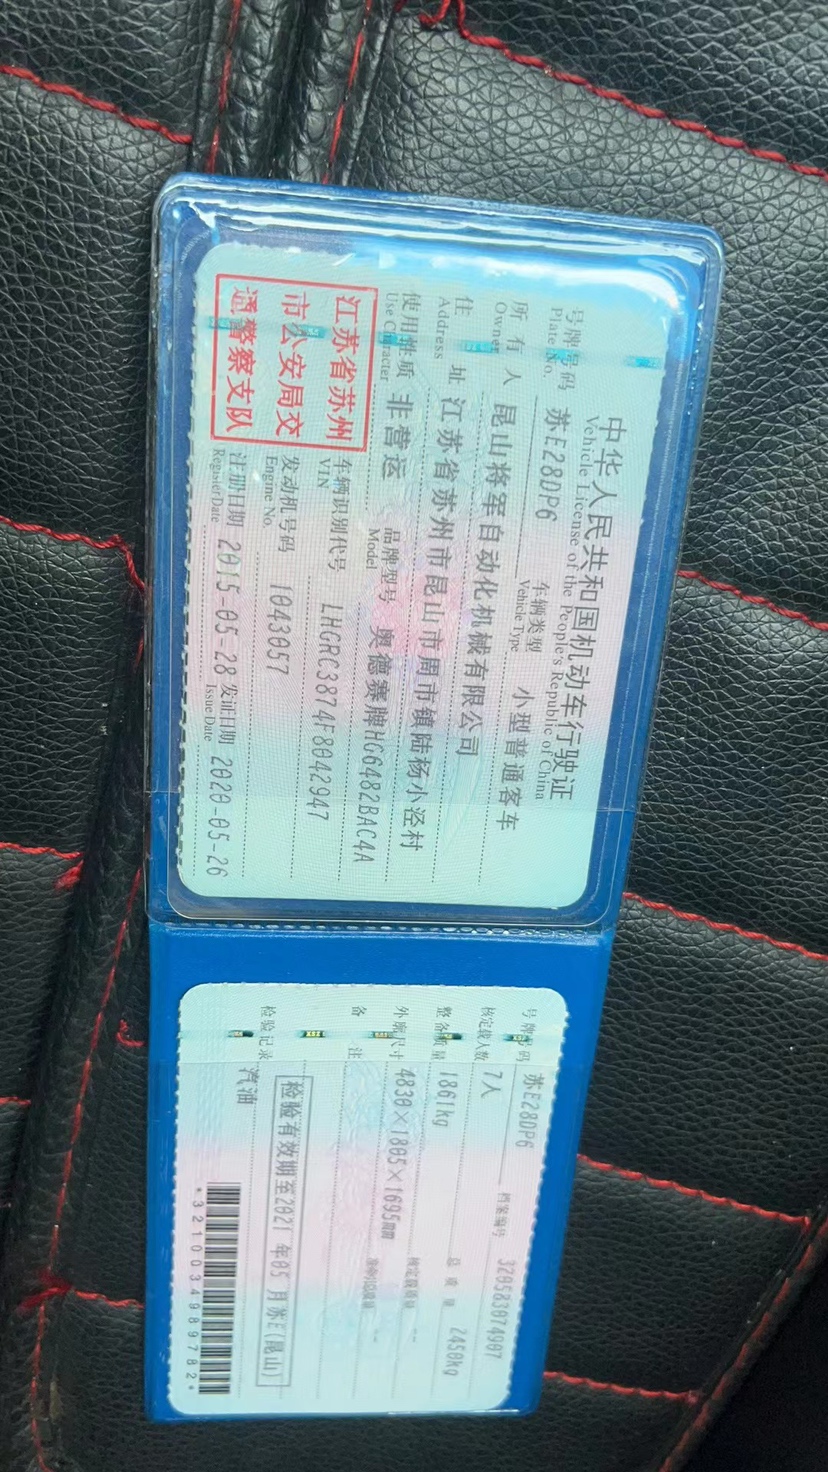 中华人民共和国机动车行驶证
Vehicle License of the People's Republic of China
号牌号码 苏E28DP6 车辆类型 小型普通客车
Plate No. Vehicle Type
所有人 昆山将军自动化机械有限公司
Owner
住址 江苏省苏州市昆山市周市镇陆杨小泾村
Address
使用性质 非营运 品牌型号 奥德赛牌HG6482BAC4A
Use Character Model
江苏省苏州
市公安局交
通警察支队
车辆识别代号 LHGRC3874F8042947
VIN
发动机号码 1043057
Engine No.
注册日期 2015-05-28 发证日期 2020-05-26
Register Date Issue Date
号牌号码 苏E28DP6 档案编号 320583074907
核定载人数 7人 总质量 2450kg
整备质量 1861kg 核定载质量 --
外廓尺寸 4830×1805×1695mm 准牵引总质量 --
备注
检验有效期至2021年05月苏E(昆山)
检验记录 汽油
*3210034989782*